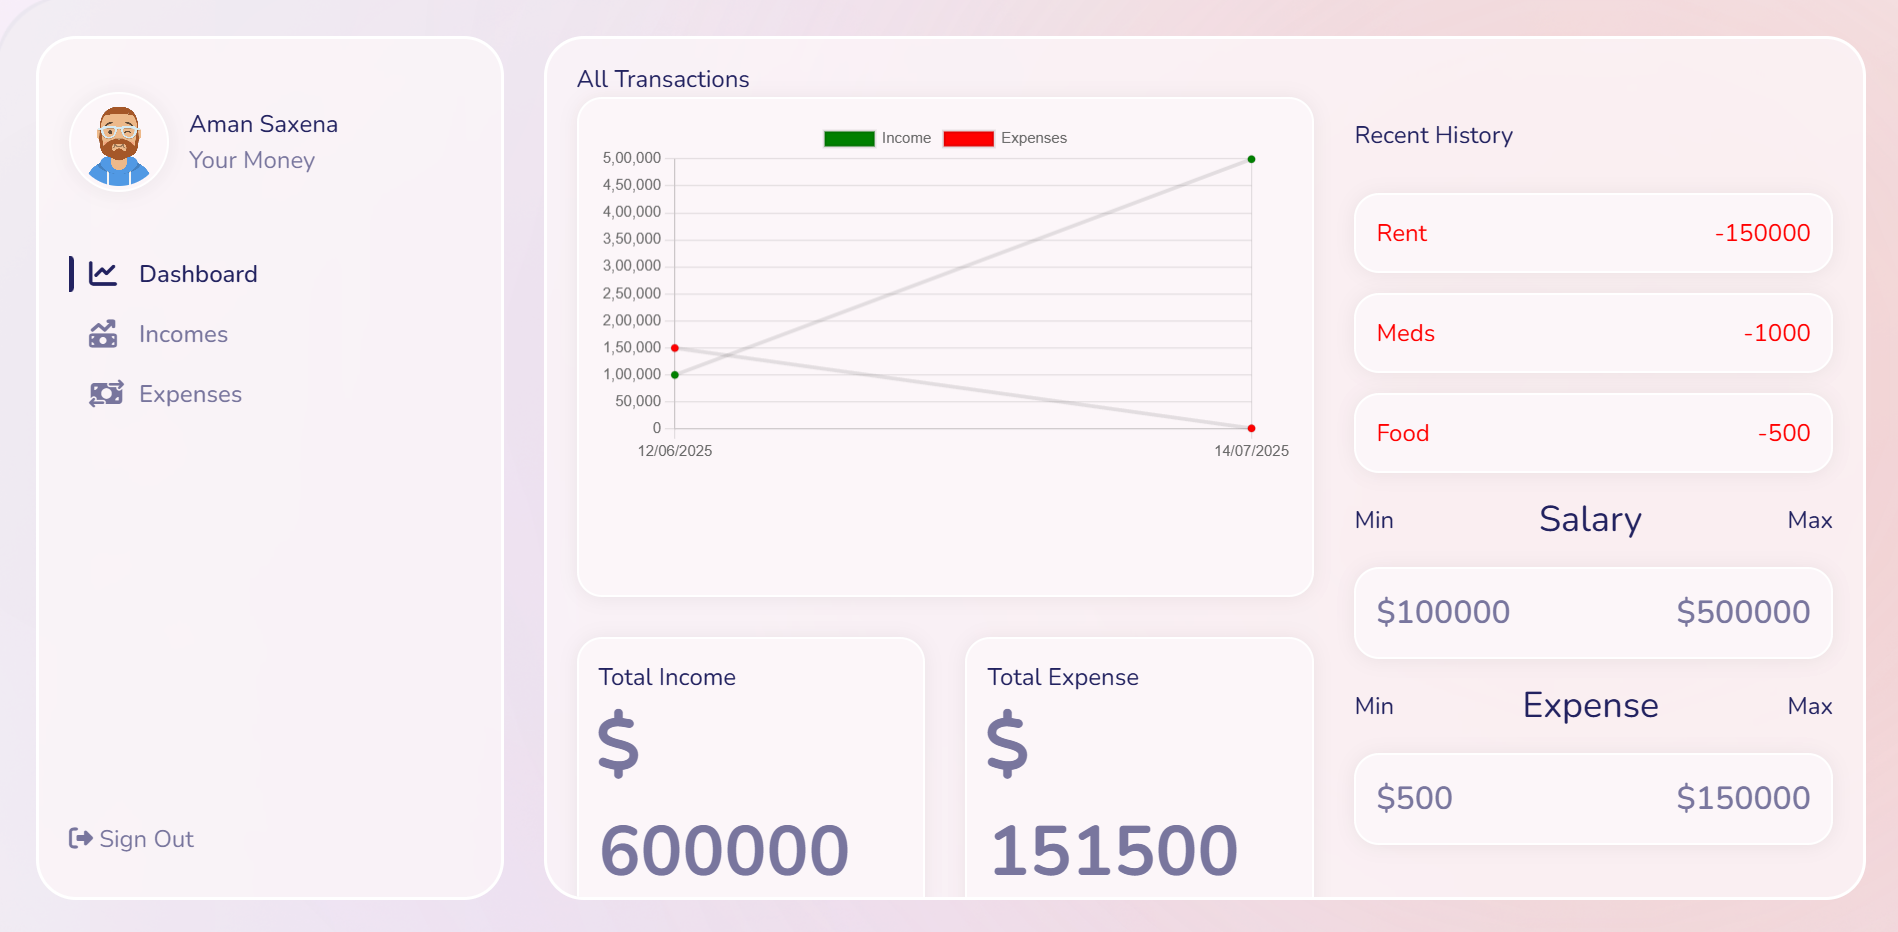 Aman Saxena
Your Money
Dashboard
Incomes
Expenses
Sign Out
All Transactions
Income Expenses
5,00,000
4,50,000
4,00,000
3,50,000
3,00,000
2,50,000
2,00,000
1,50,000
1,00,000
50,000
0
12/06/2025 14/07/2025
Total Income
$
600000
Total Expense
$
151500
Recent History
Rent -150000
Meds -1000
Food -500
Min Salary Max
$100000 $500000
Min Expense Max
$500 $150000